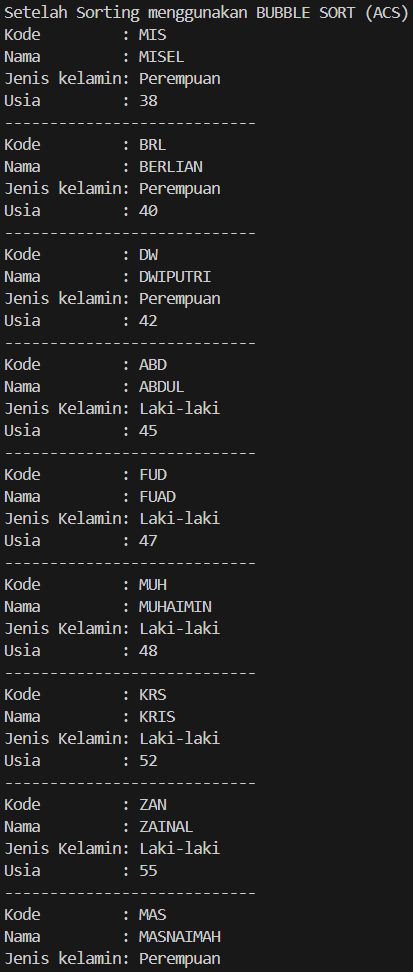 Setelah Sorting menggunakan BUBBLE SORT (ACS)
Kode         : MIS
Nama         : MISEL
Jenis kelamin: Perempuan
Usia         : 38
----------------------------
Kode         : BRL
Nama         : BERLIAN
Jenis kelamin: Perempuan
Usia         : 40
----------------------------
Kode         : DW
Nama         : DWIPUTRI
Jenis kelamin: Perempuan
Usia         : 42
----------------------------
Kode         : ABD
Nama         : ABDUL
Jenis Kelamin: Laki-laki
Usia         : 45
----------------------------
Kode         : FUD
Nama         : FUAD
Jenis Kelamin: Laki-laki
Usia         : 47
----------------------------
Kode         : MUH
Nama         : MUHAIMIN
Jenis Kelamin: Laki-laki
Usia         : 48
----------------------------
Kode         : KRS
Nama         : KRIS
Jenis Kelamin: Laki-laki
Usia         : 52
----------------------------
Kode         : ZAN
Nama         : ZAINAL
Jenis Kelamin: Laki-laki
Usia         : 55
----------------------------
Kode         : MAS
Nama         : MASNAIMAH
Jenis kelamin: Perempuan